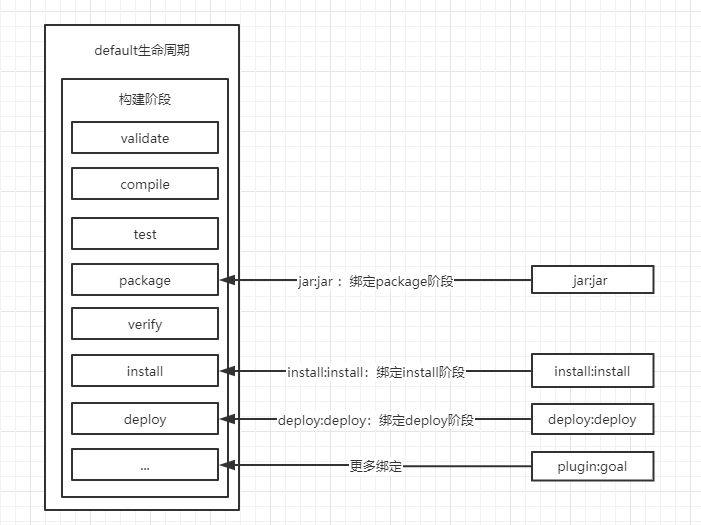 default生命周期
构建阶段
validate
compile
test
package
jar:jar ：绑定package阶段
jar:jar
verify
install
install:install：绑定install阶段
install:install
deploy
deploy:deploy：绑定deploy阶段
deploy:deploy
...
更多绑定
plugin:goal